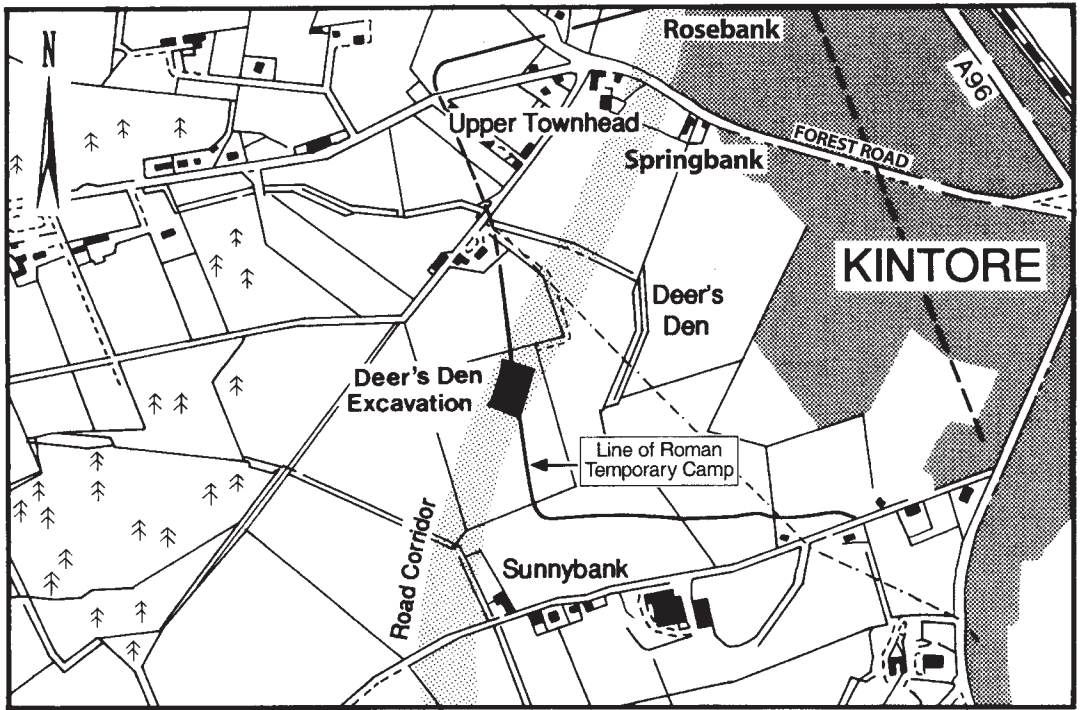 Rosebank
N
A96
Upper Townhead
FOREST ROAD
Springbank
KINTORE
Deer's
Den
Deer's Den
Excavation
Line of Roman
Temporary Camp
Road Corridor
Sunnybank